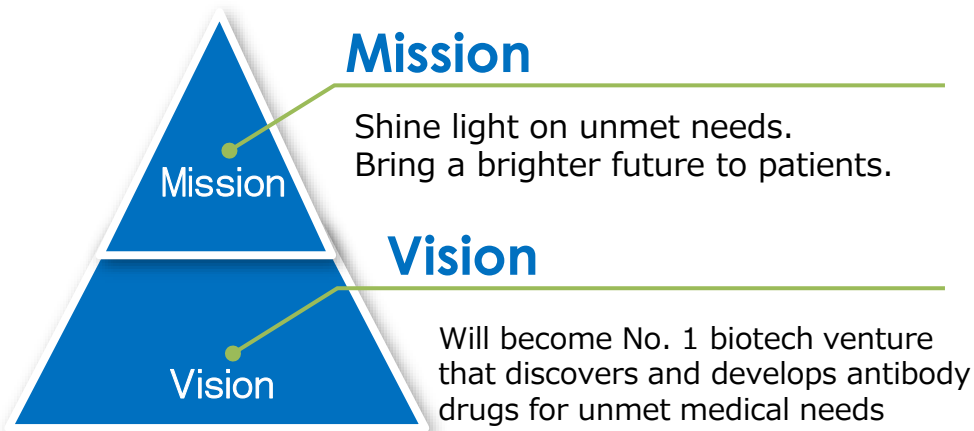 Mission
Shine light on unmet needs.
Bring a brighter future to patients.
Mission
Vision
Will become No. 1 biotech venture
that discovers and develops antibody
drugs for unmet medical needs
Vision